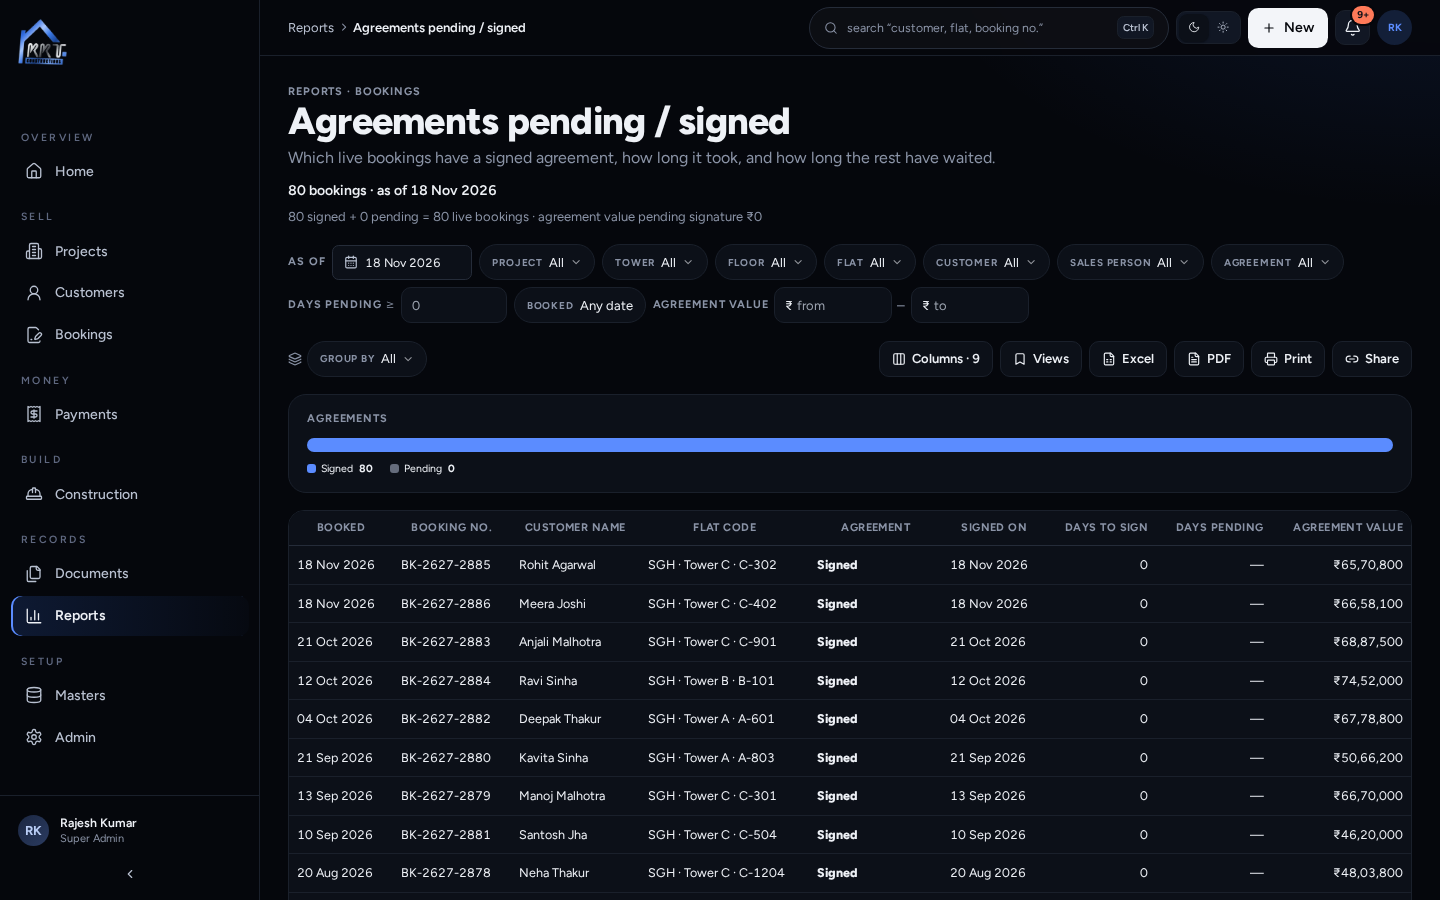 Reports > Agreements pending / signed
search “customer, flat, booking no.”
Ctrl K
New
9+
RK
OVERVIEW
Home
SELL
Projects
Customers
Bookings
MONEY
Payments
BUILD
Construction
RECORDS
Documents
Reports
SETUP
Masters
Admin
RK
Rajesh Kumar
Super Admin
REPORTS · BOOKINGS
Agreements pending / signed
Which live bookings have a signed agreement, how long it took, and how long the rest have waited.
80 bookings · as of 18 Nov 2026
80 signed + 0 pending = 80 live bookings · agreement value pending signature ₹0
AS OF 18 Nov 2026 PROJECT All TOWER All FLOOR All FLAT All CUSTOMER All SALES PERSON All AGREEMENT All
DAYS PENDING ≥ 0 BOOKED Any date AGREEMENT VALUE ₹ from – ₹ to
GROUP BY All Columns · 9 Views Excel PDF Print Share
AGREEMENTS
Signed 80 Pending 0
BOOKED BOOKING NO. CUSTOMER NAME FLAT CODE AGREEMENT SIGNED ON DAYS TO SIGN DAYS PENDING AGREEMENT VALUE
18 Nov 2026 BK-2627-2885 Rohit Agarwal SGH · Tower C · C-302 Signed 18 Nov 2026 0 — ₹65,70,800
18 Nov 2026 BK-2627-2886 Meera Joshi SGH · Tower C · C-402 Signed 18 Nov 2026 0 — ₹66,58,100
21 Oct 2026 BK-2627-2883 Anjali Malhotra SGH · Tower C · C-901 Signed 21 Oct 2026 0 — ₹68,87,500
12 Oct 2026 BK-2627-2884 Ravi Sinha SGH · Tower B · B-101 Signed 12 Oct 2026 0 — ₹74,52,000
04 Oct 2026 BK-2627-2882 Deepak Thakur SGH · Tower A · A-601 Signed 04 Oct 2026 0 — ₹67,78,800
21 Sep 2026 BK-2627-2880 Kavita Sinha SGH · Tower A · A-803 Signed 21 Sep 2026 0 — ₹50,66,200
13 Sep 2026 BK-2627-2879 Manoj Malhotra SGH · Tower C · C-301 Signed 13 Sep 2026 0 — ₹66,70,000
10 Sep 2026 BK-2627-2881 Santosh Jha SGH · Tower C · C-504 Signed 10 Sep 2026 0 — ₹46,20,000
20 Aug 2026 BK-2627-2878 Neha Thakur SGH · Tower C · C-1204 Signed 20 Aug 2026 0 — ₹48,03,800